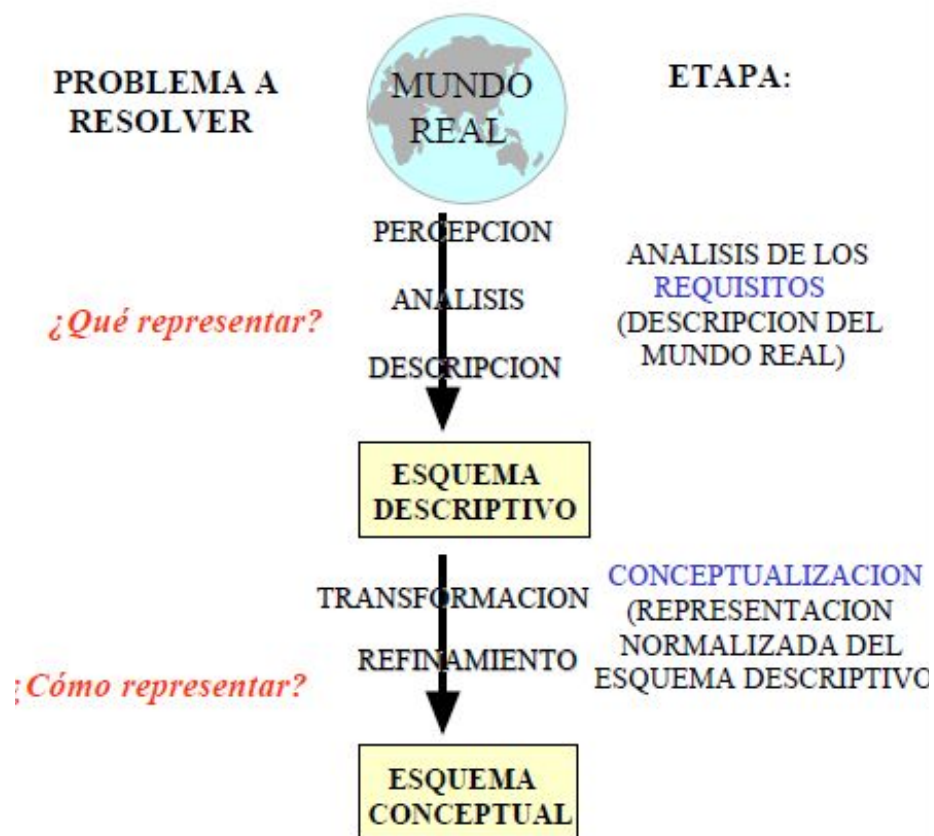 PROBLEMA A
RESOLVER
MUNDO
REAL
ETAPA:
PERCEPCION
ANALISIS
DESCRIPCION
¿Qué representar?
ANALISIS DE LOS
REQUISITOS
(DESCRIPCION DEL
MUNDO REAL)
ESQUEMA
DESCRIPTIVO
TRANSFORMACION
REFINAMIENTO
¿Cómo representar?
CONCEPTUALIZACION
(REPRESENTACION
NORMALIZADA DEL
ESQUEMA DESCRIPTIVO
ESQUEMA
CONCEPTUAL